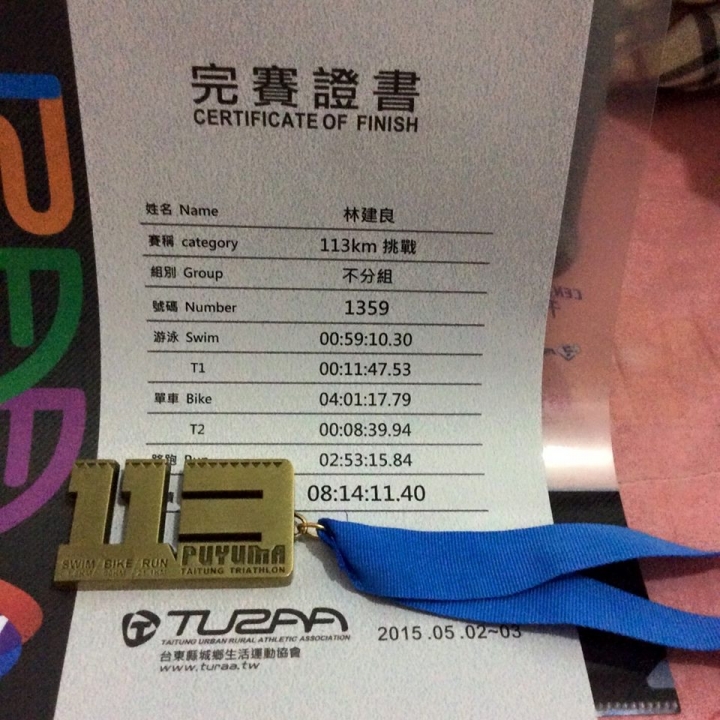 完賽證書
CERTIFICATE OF FINISH
姓名 Name 林建良
賽稱 category 113km 挑戰
組別 Group 不分組
號碼 Number 1359
游泳 Swim 00:59:10.30
T1 00:11:47.53
單車 Bike 04:01:17.79
T2 00:08:39.94
路跑 Run 02:53:15.84
08:14:11.40
113
SWIM/BIKE/RUN
PUYUMA
TAITUNG TRIATHLON
TURAA
TAITUNG URBAN RURAL ATHLETIC ASSOCIATION
2015.05.02~03
台東縣城鄉生活運動協會
www.turaa.tw